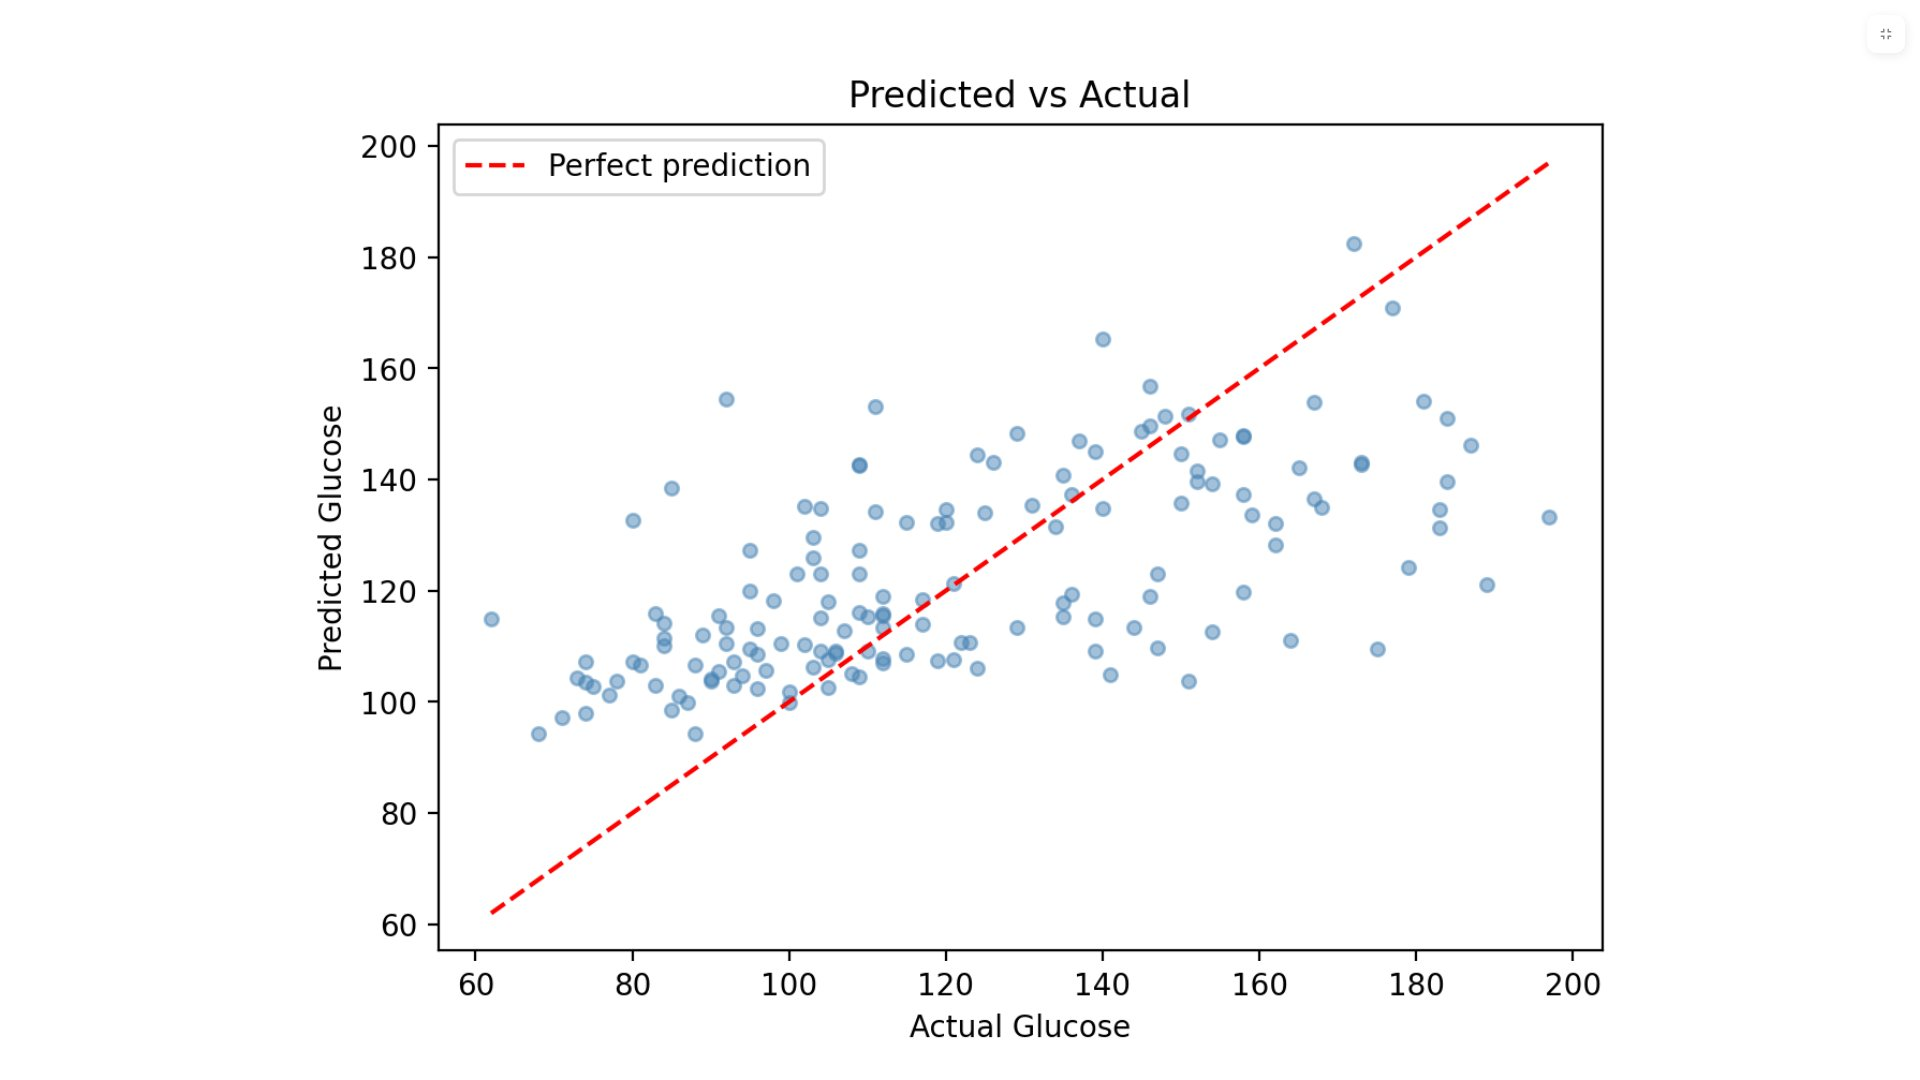 Predicted vs Actual
Perfect prediction
200
180
160
140
120
100
80
60
Predicted Glucose
60 80 100 120 140 160 180 200
Actual Glucose